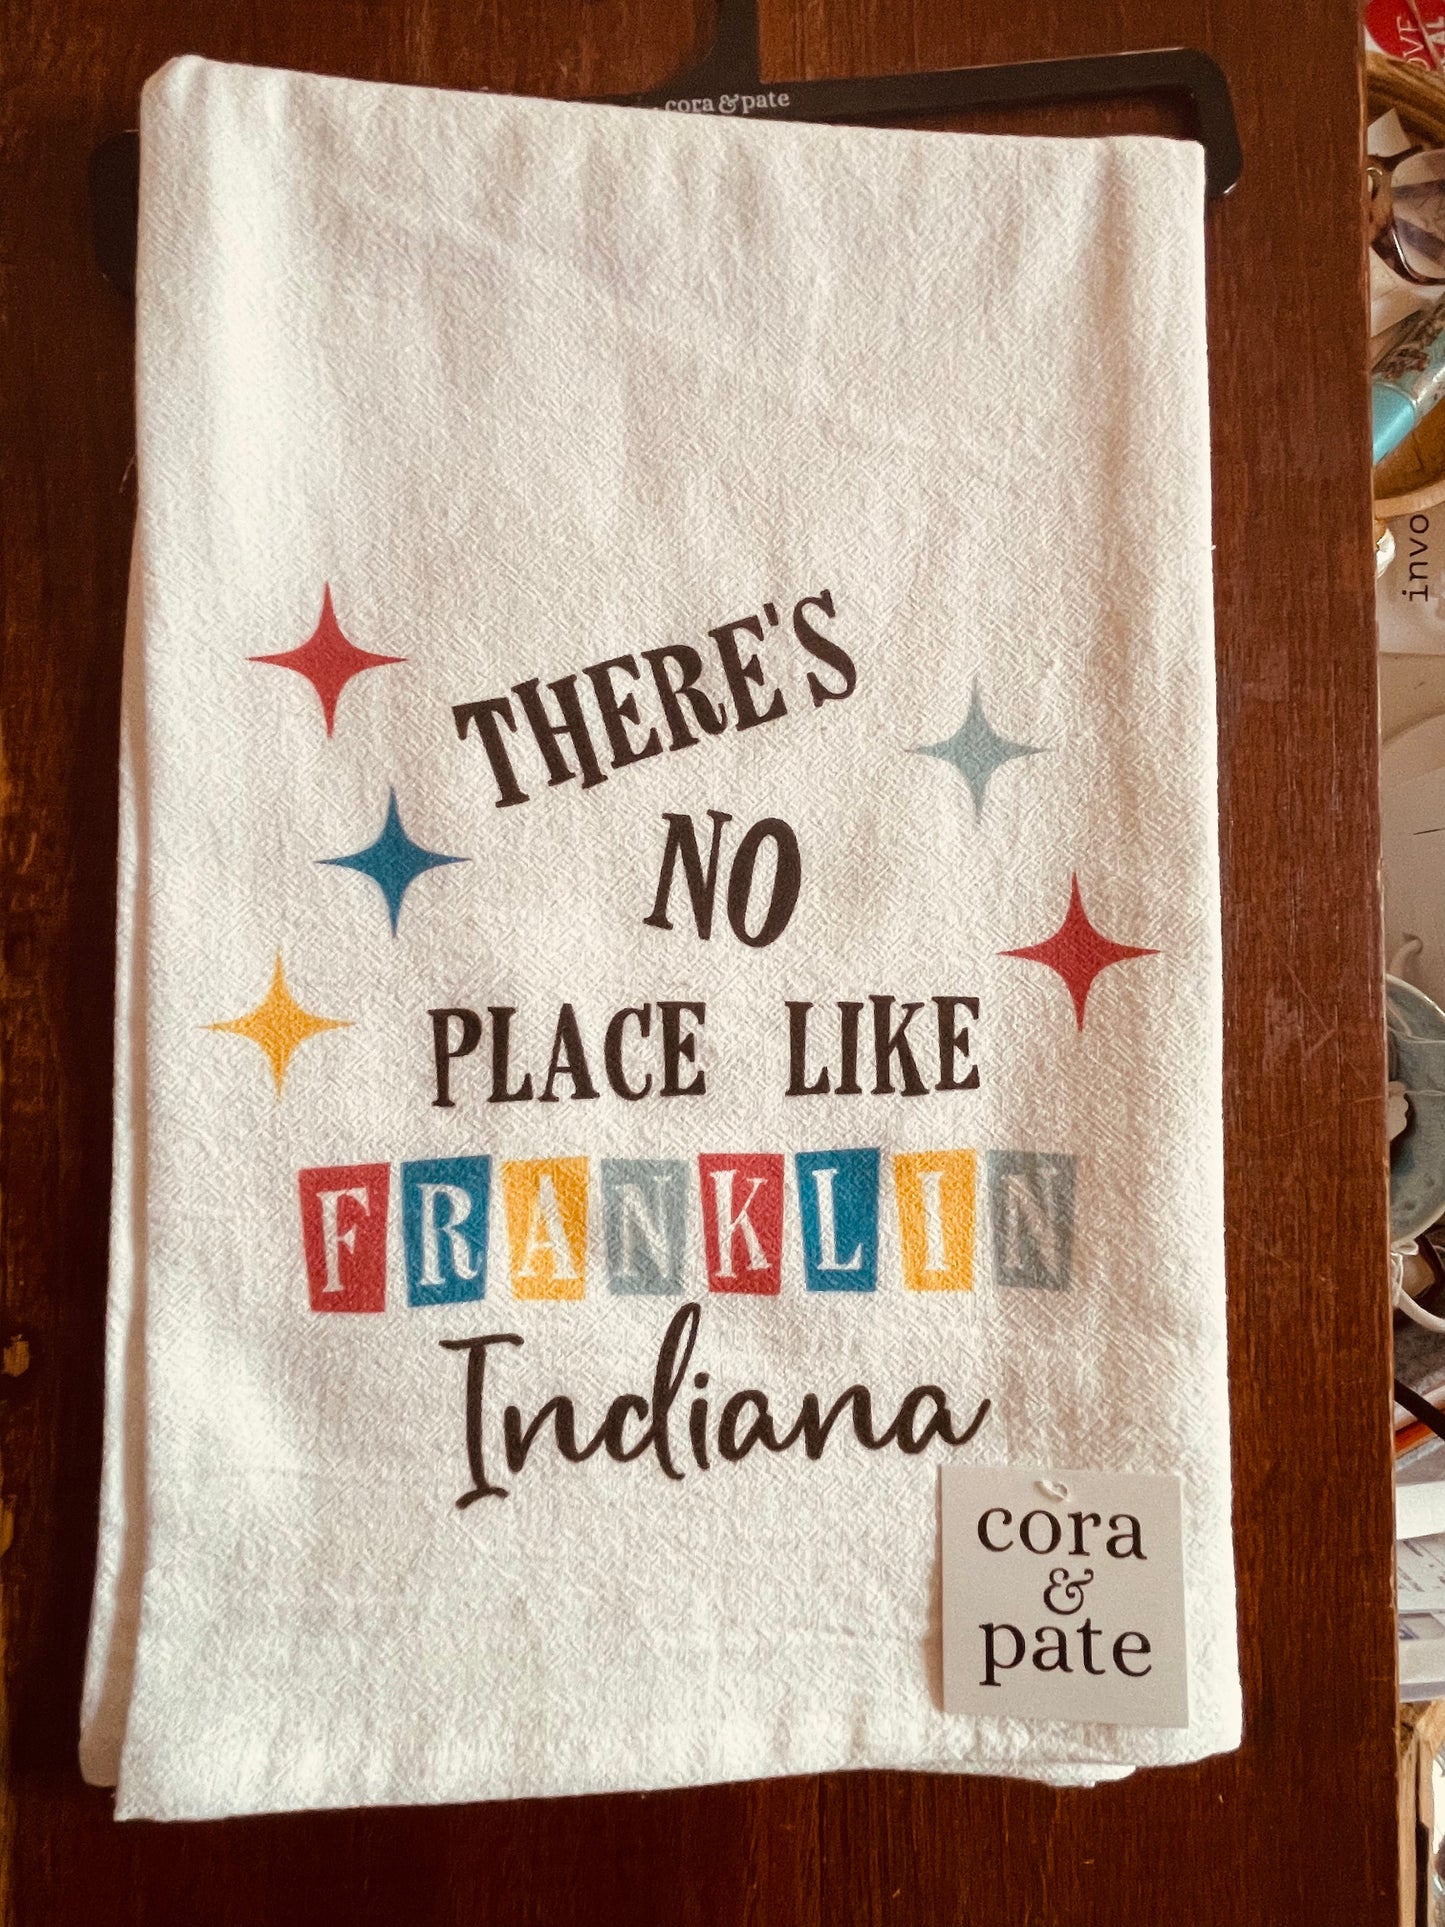 cora & pate
THERE'S
NO
PLACE LIKE
FRANKLIN
Indiana
cora
&
pate
invo